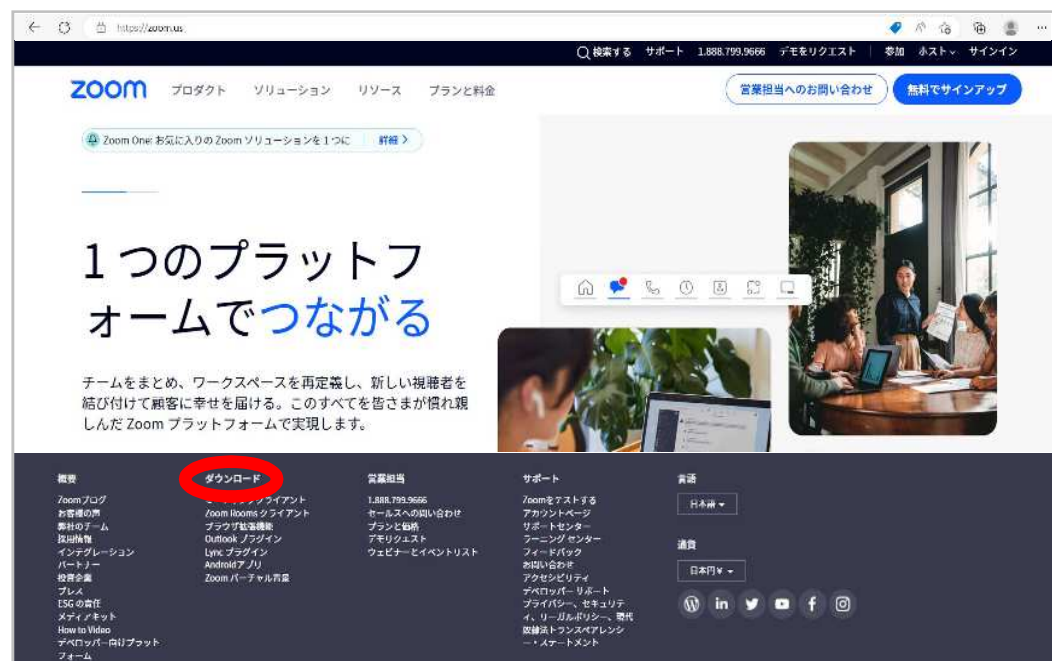 https://zoom.us
検索する サポート 1.888.799.9666 デモをリクエスト 参加 ホスト サインイン
zoom プロダクト ソリューション リソース プランと料金 営業担当へのお問い合わせ 無料でサインアップ
Zoom One: お気に入りの Zoom ソリューションを 1 つに 詳細
1 つのプラットフ
ォームでつながる
チームをまとめ、ワークスペースを再定義し、新しい視聴者を
結び付けて顧客に幸せを届ける。このすべてを皆さまが慣れ親
しんだ Zoom プラットフォームで実現します。
概要
Zoomブログ
お客様の声
弊社のチーム
採用情報
インテグレーション
パートナー
投資企業
プレス
ESG の責任
メディアキット
How to Video
デベロッパー向けプラット
フォーム
ダウンロード
Zoom Rooms クライアント
ブラウザ拡張機能
Outlook プラグイン
Lync プラグイン
Androidアプリ
Zoom バーチャル背景
営業担当
1.888.799.9666
セールスへの問い合わせ
プランと価格
デモリクエスト
ウェビナーとイベントリスト
サポート
Zoomをテストする
アカウントページ
サポートセンター
ラーニング センター
フィードバック
お問い合わせ
アクセシビリティ
デベロッパー サポート
プライバシー、セキュリテ
ィ、リーガルポリシー、現代
奴隷法トランスペアレンシ
ー・ステートメント
言語
日本語
通貨
日本円 ¥